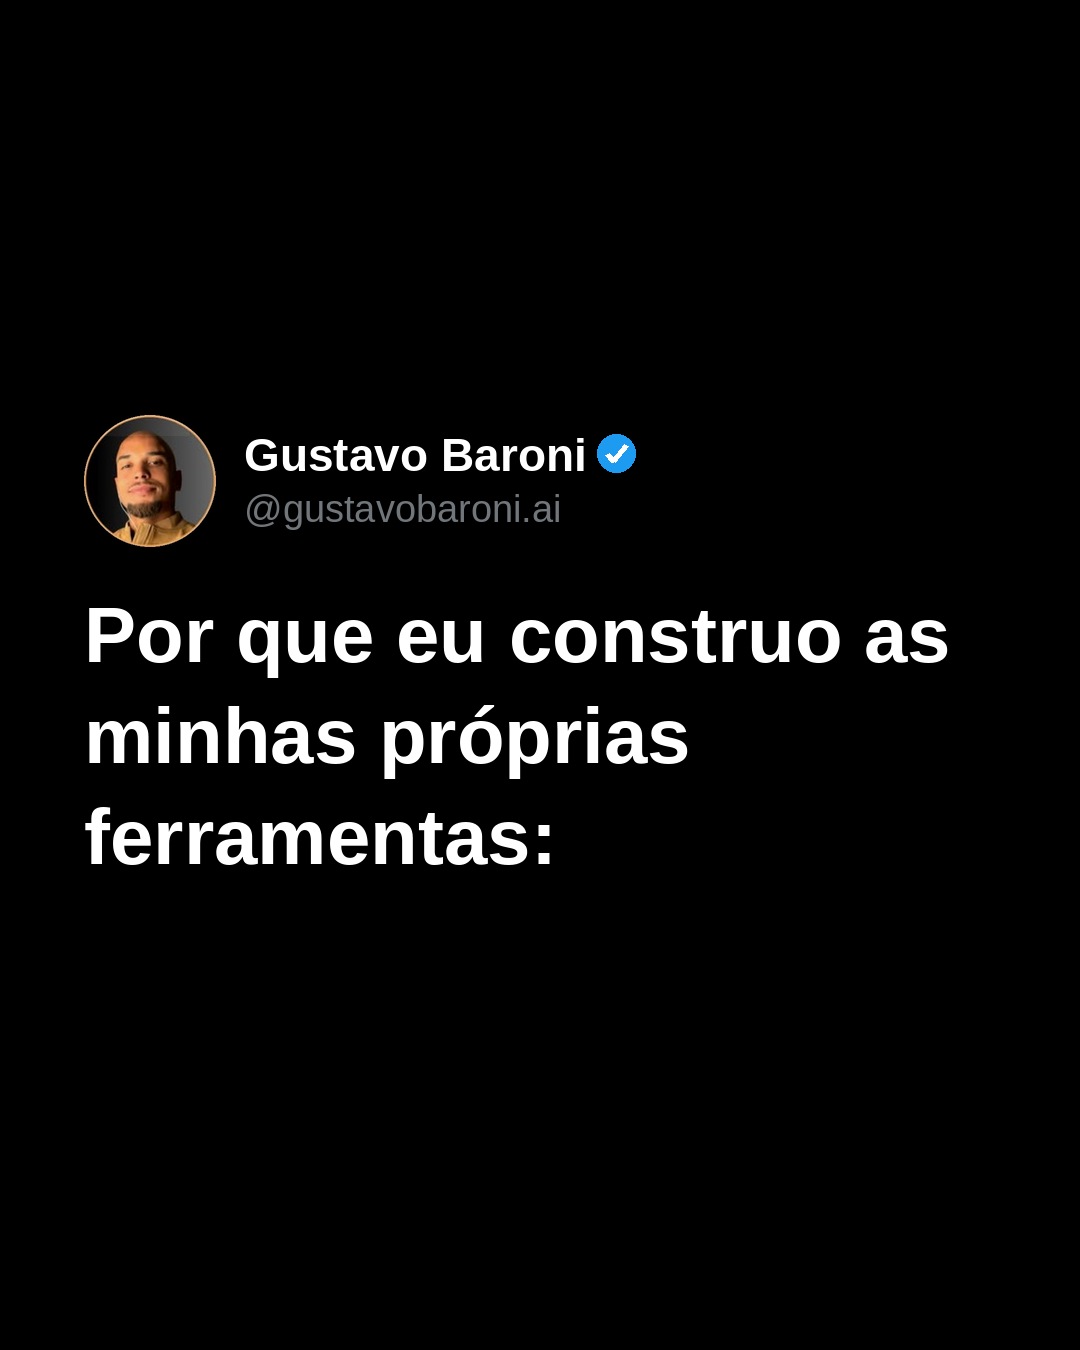 Gustavo Baroni
@gustavobaroni.ai
Por que eu construo as
minhas próprias
ferramentas: